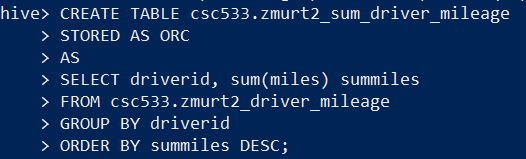 hive> CREATE TABLE csc533.zmurt2_sum_driver_mileage
    > STORED AS ORC
    > AS
    > SELECT driverid, sum(miles) summiles
    > FROM csc533.zmurt2_driver_mileage
    > GROUP BY driverid
    > ORDER BY summiles DESC;